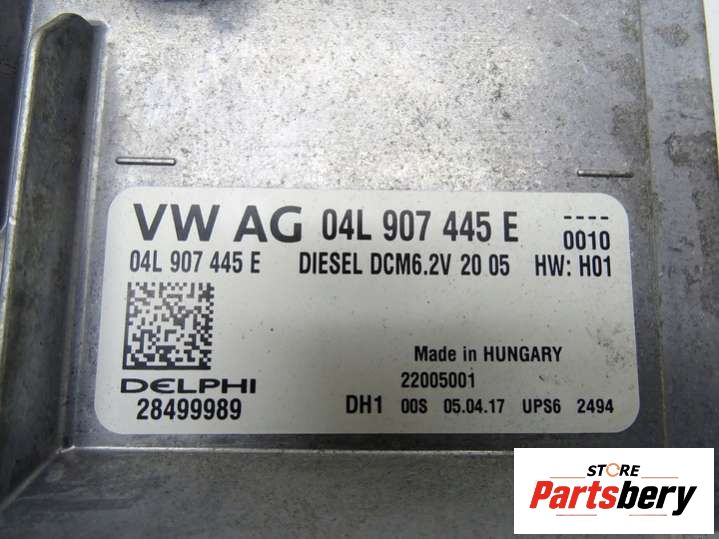 VW AG 04L 907 445 E ----
0010
04L 907 445 E DIESEL DCM6.2V 20 05 HW: H01
Made in HUNGARY
22005001
DELPHI
28499989
DH1 00S 05.04.17 UPS6 2494
STORE
Partsbery